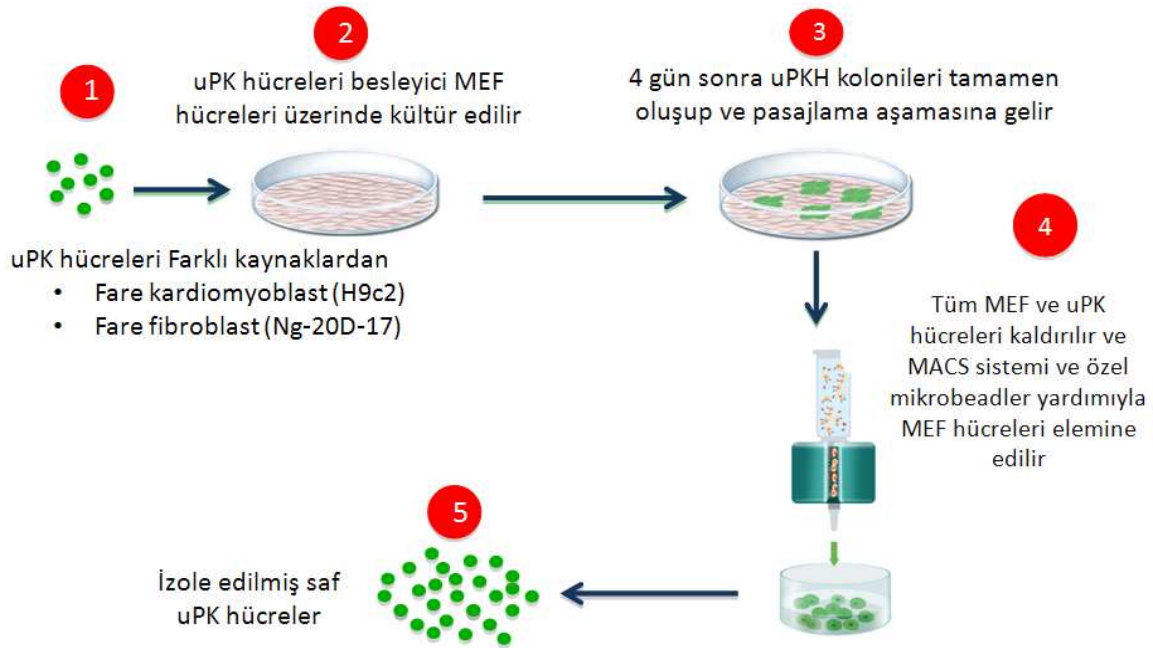 1
uPK hücreleri Farklı kaynaklardan
• Fare kardiomyoblast (H9c2)
• Fare fibroblast (Ng-20D-17)
2
uPK hücreleri besleyici MEF
hücreleri üzerinde kültür edilir
3
4 gün sonra uPKH kolonileri tamamen
oluşup ve pasajlama aşamasına gelir
4
Tüm MEF ve uPK
hücreleri kaldırılır ve
MACS sistemi ve özel
mikrobeadler yardımıyla
MEF hücreleri elemine
edilir
5
İzole edilmiş saf
uPK hücreler